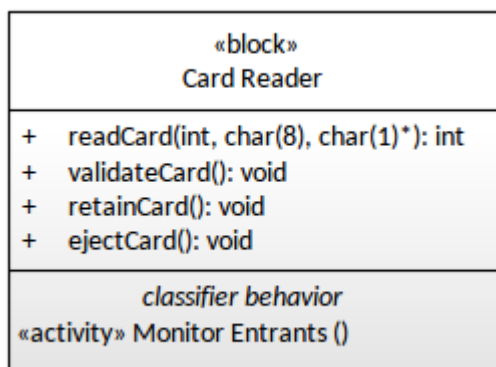 «block»
Card Reader
+ readCard(int, char(8), char(1)*): int
+ validateCard(): void
+ retainCard(): void
+ ejectCard(): void
classifier behavior
«activity» Monitor Entrants ()